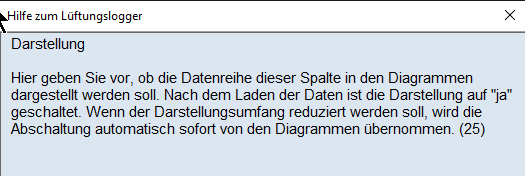 Hilfe zum Lüftungslogger
Darstellung
Hier geben Sie vor, ob die Datenreihe dieser Spalte in den Diagrammen
dargestellt werden soll. Nach dem Laden der Daten ist die Darstellung auf "ja"
geschaltet. Wenn der Darstellungsumfang reduziert werden soll, wird die
Abschaltung automatisch sofort von den Diagrammen übernommen. (25)